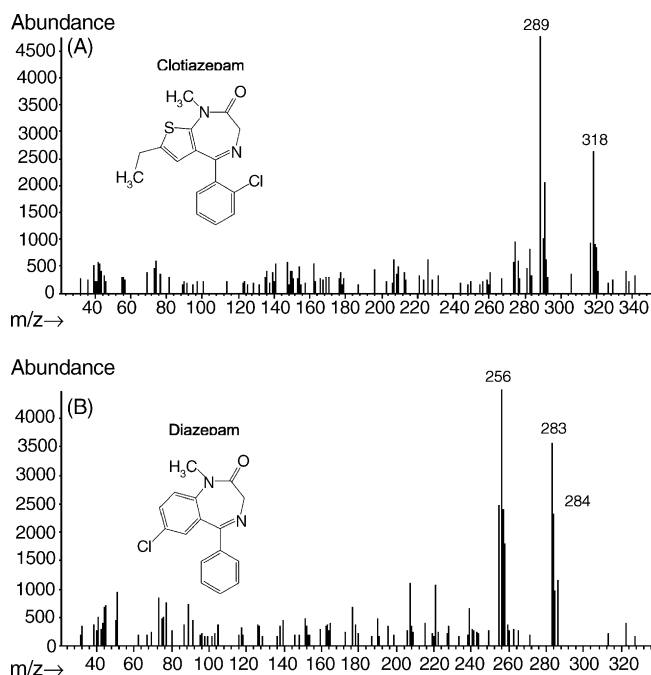 Abundance
(A)
4500
4000
3500
3000
2500
2000
1500
1000
500
0
289
318
Clotiazepam
H₃C
N
O
S
N
H₃C
Cl
40 60 80 100 120 140 160 180 200 220 240 260 280 300 320 340
m/z→
Abundance
(B)
4000
3500
3000
2500
2000
1500
1000
500
0
256
283
284
Diazepam
H₃C
N
O
N
Cl
40 60 80 100 120 140 160 180 200 220 240 260 280 300 320
m/z→